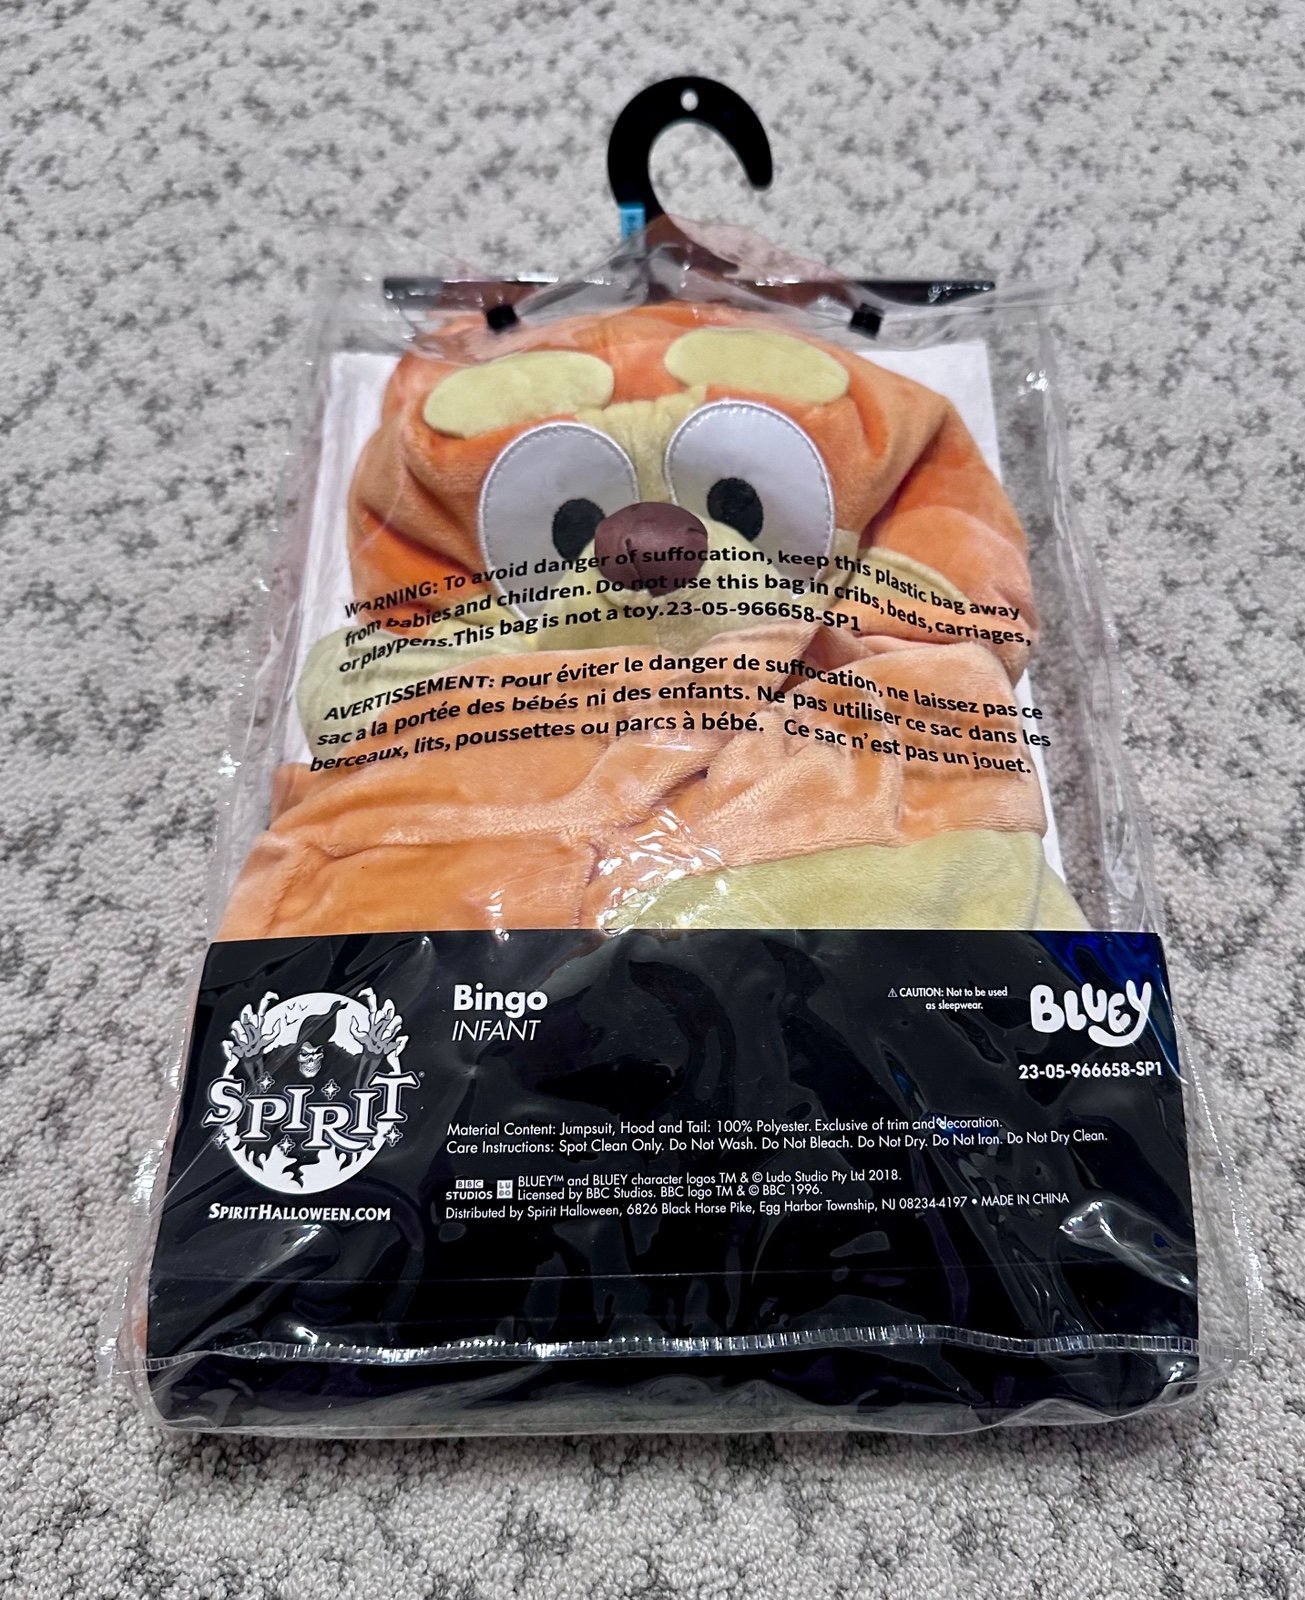 WARNING: To avoid danger of suffocation, keep this plastic bag away
from babies and children. Do not use this bag in cribs, beds, carriages,
or playpens.This bag is not a toy.23-05-966658-SP1
AVERTISSEMENT: Pour éviter le danger de suffocation, ne laissez pas ce
sac a la portée des bébés ni des enfants. Ne pas utiliser ce sac dans les
berceaux, lits, poussettes ou parcs à bébé. Ce sac n'est pas un jouet.
Bingo
INFANT
⚠ CAUTION: Not to be used
as sleepwear.
BLUEY
23-05-966658-SP1
SPIRIT
SPIRITHALLOWEEN.COM
Material Content: Jumpsuit, Hood and Tail: 100% Polyester. Exclusive of trim and decoration.
Care Instructions: Spot Clean Only. Do Not Wash. Do Not Bleach. Do Not Dry. Do Not Iron. Do Not Dry Clean.
BBC
STUDIOS
LU
DO
BLUEY™ and BLUEY character logos TM & © Ludo Studio Pty Ltd 2018.
Licensed by BBC Studios. BBC logo TM & © BBC 1996.
Distributed by Spirit Halloween, 6826 Black Horse Pike, Egg Harbor Township, NJ 08234-4197 • MADE IN CHINA